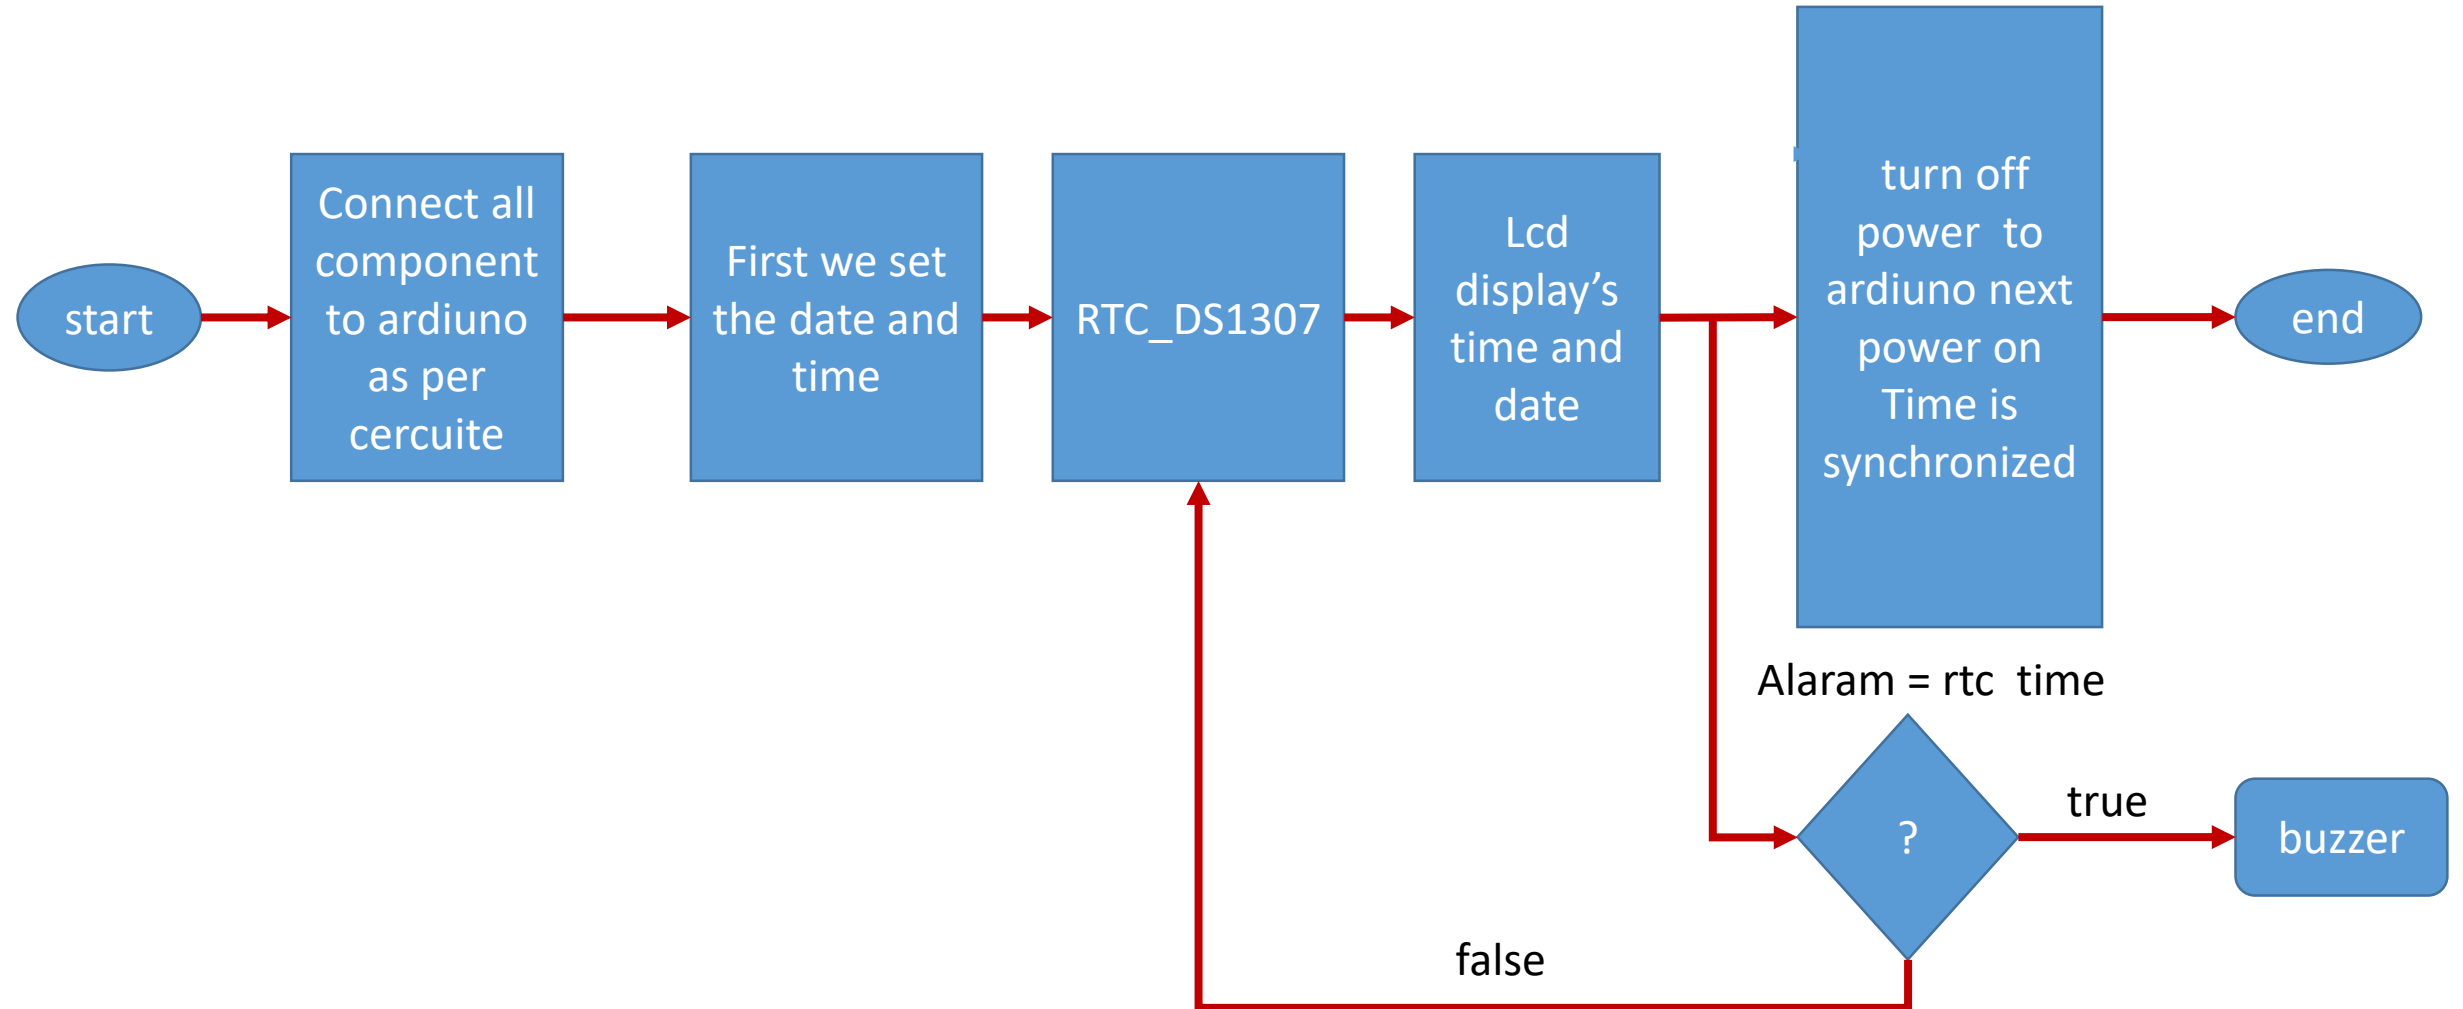 start
Connect all
component
to ardiuno
as per
cercuite
First we set
the date and
time
RTC_DS1307
Lcd
display’s
time and
date
turn off
power  to
ardiuno next
power on
Time is
synchronized
end
Alaram = rtc  time
?
true
buzzer
false